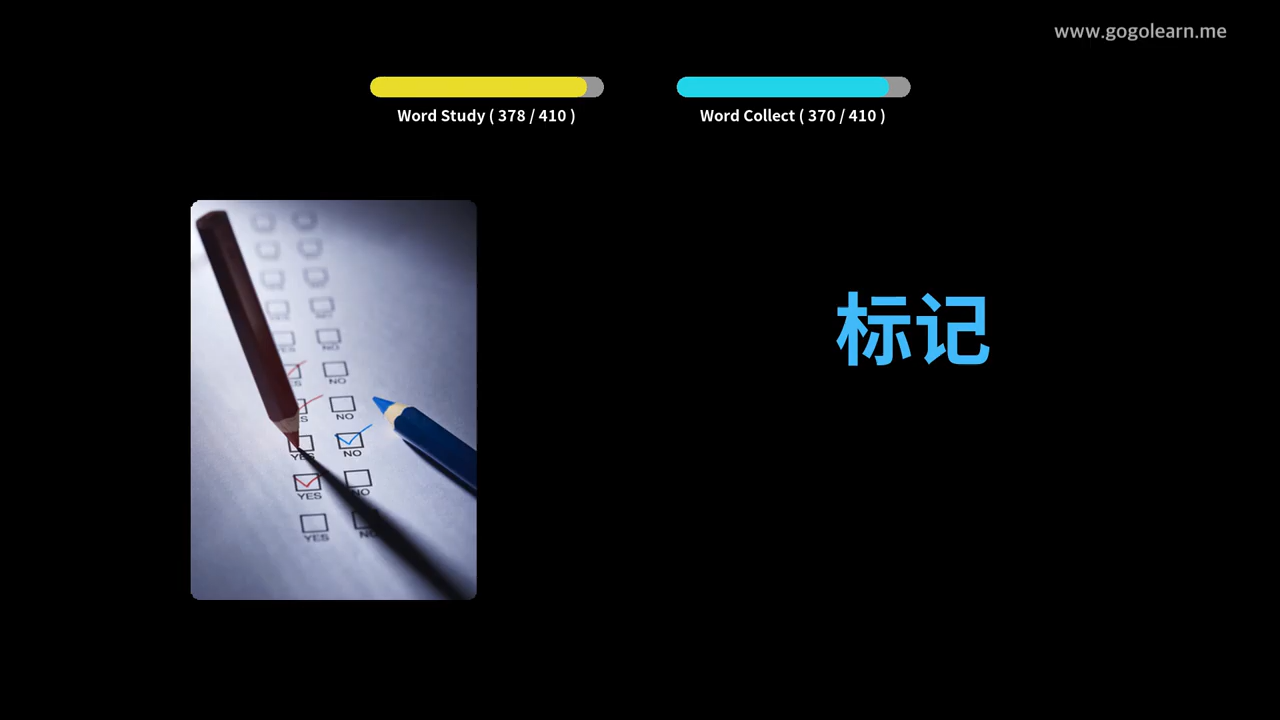 www.gogolearn.me
Word Study ( 378 / 410 )
Word Collect ( 370 / 410 )
标记
NO
NO
YES NO
YES NO
YES NO